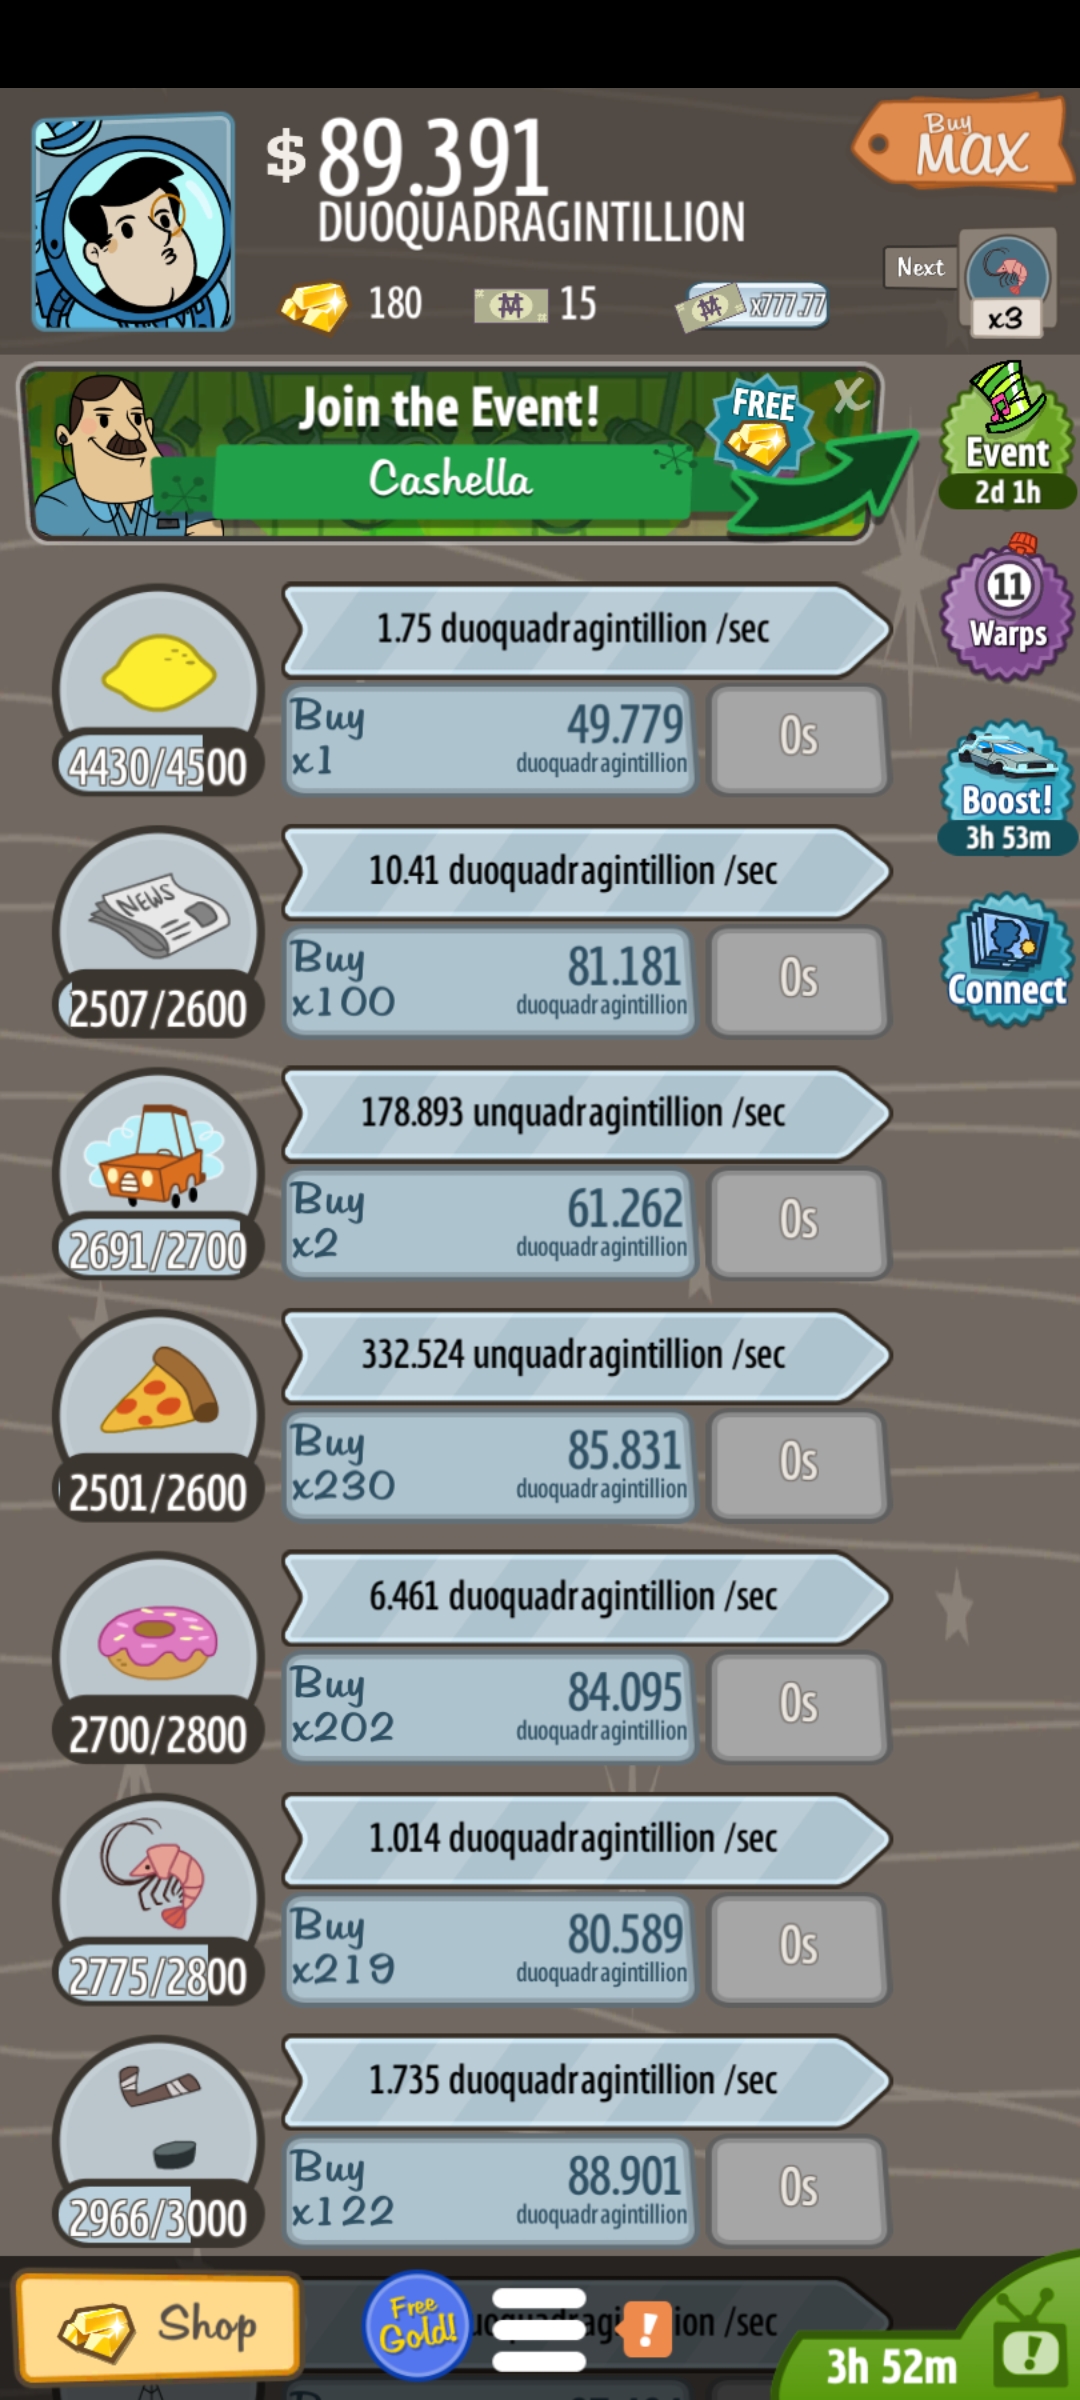 $ 89.391
DUOQUADRAGINTILLION
Buy
MAX
180
15
x777.77
Next
x3
Join the Event!
Cashella
FREE
X
Event
2d 1h
11
Warps
Boost!
3h 53m
Connect
1.75 duoquadragintillion /sec
Buy
x1
49.779
duoquadragintillion
0s
4430/4500
NEWS
10.41 duoquadragintillion /sec
Buy
x100
81.181
duoquadragintillion
0s
2507/2600
178.893 unquadragintillion /sec
Buy
x2
61.262
duoquadragintillion
0s
2691/2700
332.524 unquadragintillion /sec
Buy
x230
85.831
duoquadragintillion
0s
2501/2600
6.461 duoquadragintillion /sec
Buy
x202
84.095
duoquadragintillion
0s
2700/2800
1.014 duoquadragintillion /sec
Buy
x219
80.589
duoquadragintillion
0s
2775/2800
1.735 duoquadragintillion /sec
Buy
x122
88.901
duoquadragintillion
0s
2966/3000
Shop
Free
Gold!
!
/sec
3h 52m
!